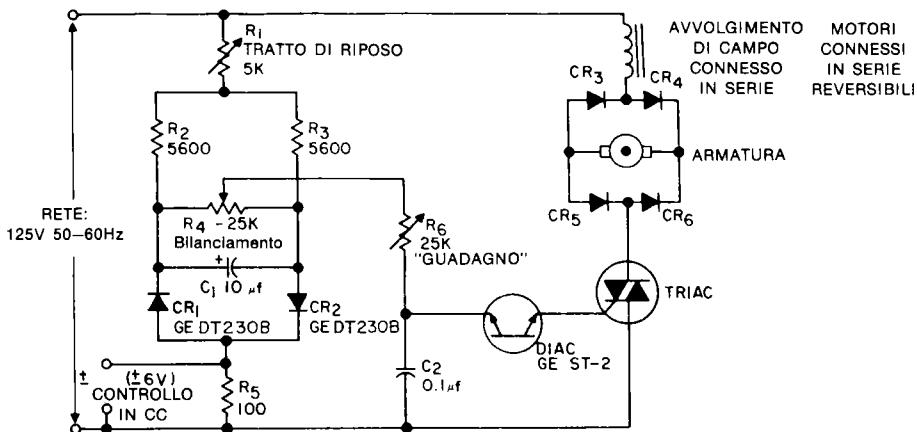 R1
TRATTO DI RIPOSO
5K
AVVOLGIMENTO
DI CAMPO
CONNESSO
IN SERIE
MOTORI
CONNESSI
IN SERIE
REVERSIBILI
CR3
CR4
R2
5600
R3
5600
ARMATURA
RETE:
125V 50–60Hz
R4 -25K
Bilanciamento
R6
25K
"GUADAGNO"
CR5
CR6
+
C1 10 µf
CR1
GE DT230B
CR2
GE DT230B
TRIAC
DIAC
GE ST-2
±
(±6V)
CONTROLLO
IN CC
R5
100
C2
0.1µf